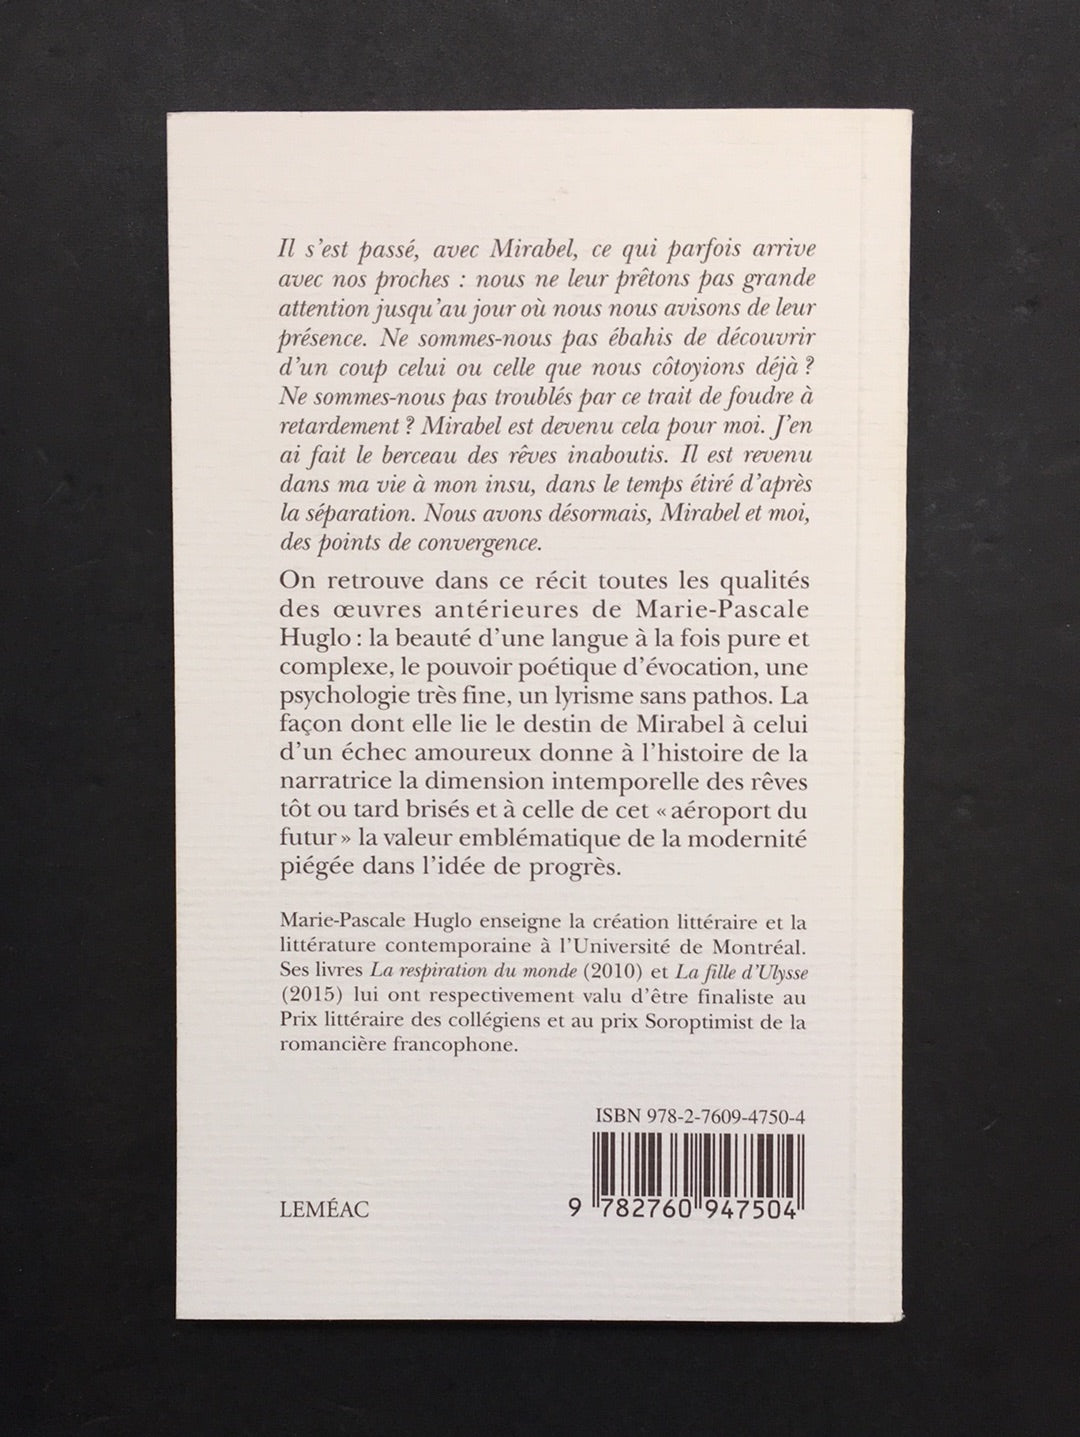 Il s'est passé, avec Mirabel, ce qui parfois arrive
avec nos proches : nous ne leur prêtons pas grande
attention jusqu'au jour où nous nous avisons de leur
présence. Ne sommes-nous pas ébahis de découvrir
d'un coup celui ou celle que nous côtoyions déjà ?
Ne sommes-nous pas troublés par ce trait de foudre à
retardement ? Mirabel est devenu cela pour moi. J'en
ai fait le berceau des rêves inaboutis. Il est revenu
dans ma vie à mon insu, dans le temps étiré d'après
la séparation. Nous avons désormais, Mirabel et moi,
des points de convergence.
On retrouve dans ce récit toutes les qualités
des œuvres antérieures de Marie-Pascale
Huglo : la beauté d'une langue à la fois pure et
complexe, le pouvoir poétique d'évocation, une
psychologie très fine, un lyrisme sans pathos. La
façon dont elle lie le destin de Mirabel à celui
d'un échec amoureux donne à l'histoire de la
narratrice la dimension intemporelle des rêves
tôt ou tard brisés et à celle de cet « aéroport du
futur » la valeur emblématique de la modernité
piégée dans l'idée de progrès.
Marie-Pascale Huglo enseigne la création littéraire et la
littérature contemporaine à l'Université de Montréal.
Ses livres La respiration du monde (2010) et La fille d'Ulysse
(2015) lui ont respectivement valu d'être finaliste au
Prix littéraire des collégiens et au prix Soroptimist de la
romancière francophone.
ISBN 978-2-7609-4750-4
LEMÉAC
9 782760 947504